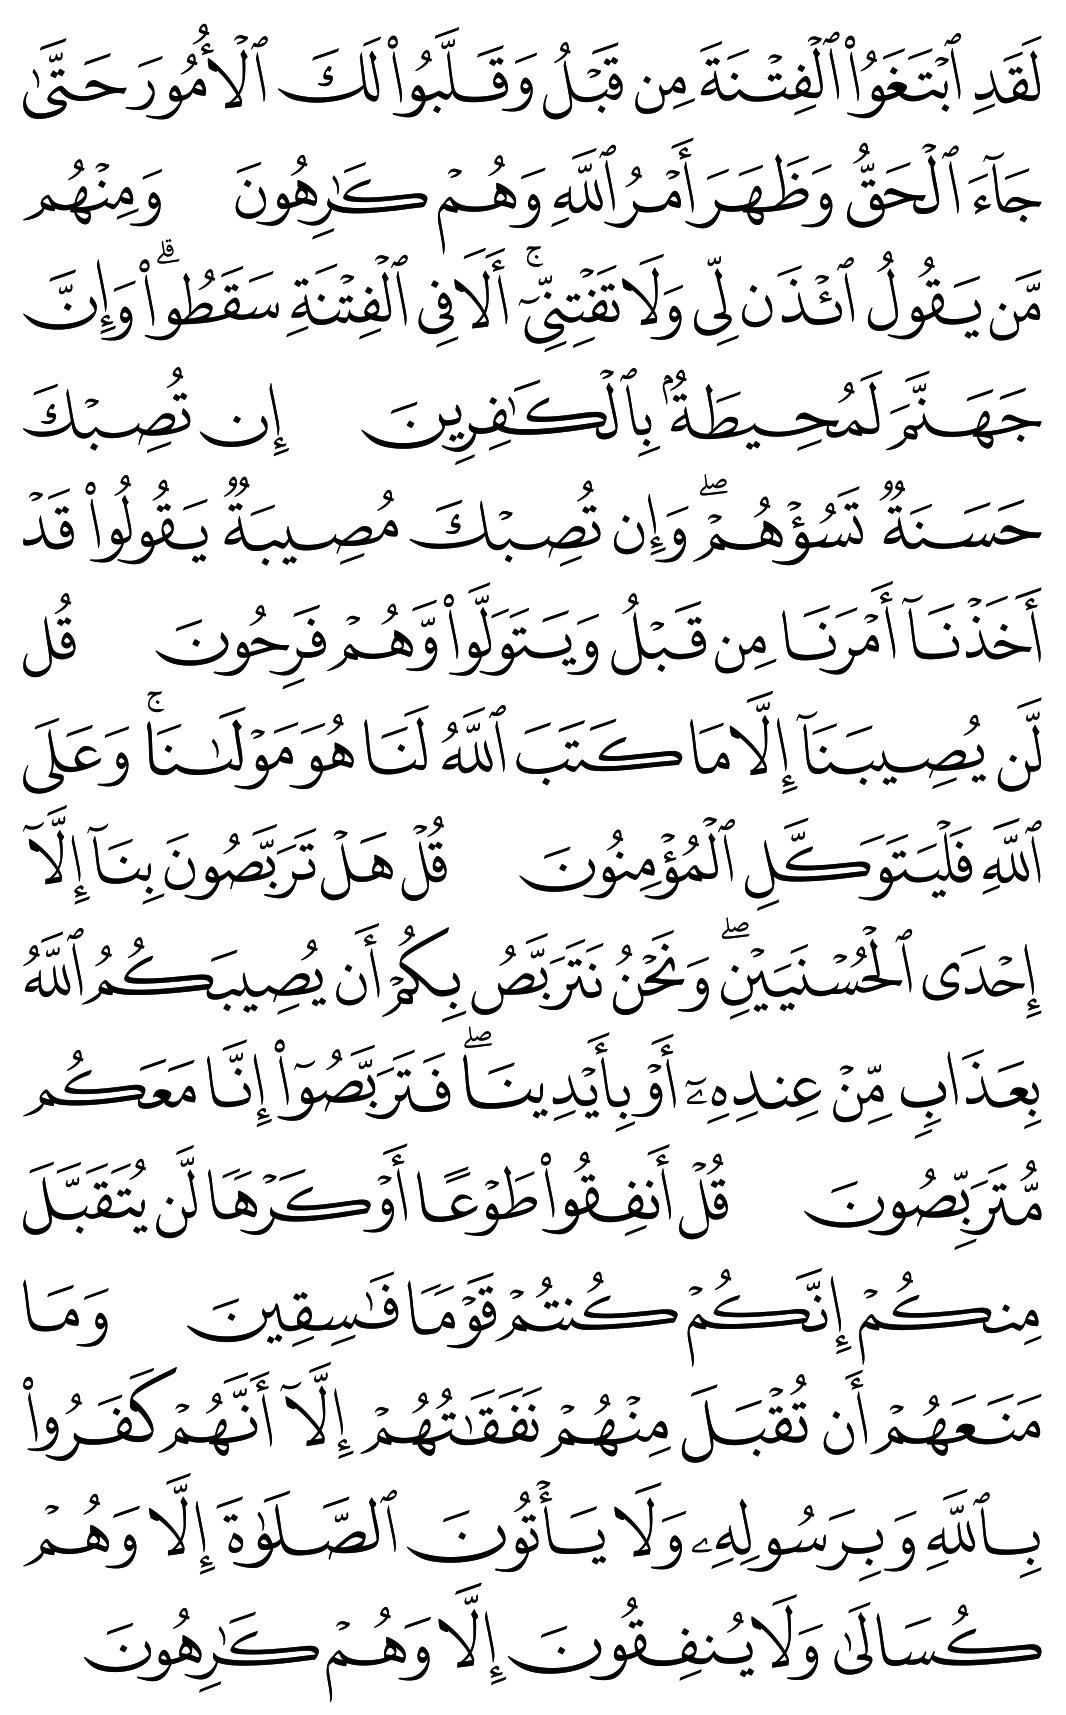 لَقَدِ ٱبۡتَغَوُاْ ٱلۡفِتۡنَةَ مِن قَبۡلُ وَقَلَّبُواْ لَكَ ٱلۡأُمُورَ حَتَّىٰ
جَآءَ ٱلۡحَقُّ وَظَهَرَ أَمۡرُ ٱللَّهِ وَهُمۡ كَٰرِهُونَ وَمِنۡهُم
مَّن يَقُولُ ٱئۡذَن لِّي وَلَا تَفۡتِنِّيٓۚ أَلَا فِي ٱلۡفِتۡنَةِ سَقَطُواْۗ وَإِنَّ
جَهَنَّمَ لَمُحِيطَةُۢ بِٱلۡكَٰفِرِينَ إِن تُصِبۡكَ
حَسَنَةٞ تَسُؤۡهُمۡۖ وَإِن تُصِبۡكَ مُصِيبَةٞ يَقُولُواْ قَدۡ
أَخَذۡنَآ أَمۡرَنَا مِن قَبۡلُ وَيَتَوَلَّواْ وَّهُمۡ فَرِحُونَ قُل
لَّن يُصِيبَنَآ إِلَّا مَا كَتَبَ ٱللَّهُ لَنَا هُوَ مَوۡلَىٰنَاۚ وَعَلَى
ٱللَّهِ فَلۡيَتَوَكَّلِ ٱلۡمُؤۡمِنُونَ قُلۡ هَلۡ تَرَبَّصُونَ بِنَآ إِلَّآ
إِحۡدَى ٱلۡحُسۡنَيَيۡنِۖ وَنَحۡنُ نَتَرَبَّصُ بِكُمۡ أَن يُصِيبَكُمُ ٱللَّهُ
بِعَذَابٖ مِّنۡ عِندِهِۦٓ أَوۡ بِأَيۡدِينَاۖ فَتَرَبَّصُوٓاْ إِنَّا مَعَكُم
مُّتَرَبِّصُونَ قُلۡ أَنفِقُواْ طَوۡعًا أَوۡ كَرۡهٗا لَّن يُتَقَبَّلَ
مِنكُمۡ إِنَّكُمۡ كُنتُمۡ قَوۡمٗا فَٰسِقِينَ وَمَا
مَنَعَهُمۡ أَن تُقۡبَلَ مِنۡهُمۡ نَفَقَٰتُهُمۡ إِلَّآ أَنَّهُمۡ كَفَرُواْ
بِٱللَّهِ وَبِرَسُولِهِۦ وَلَا يَأۡتُونَ ٱلصَّلَوٰةَ إِلَّا وَهُمۡ
كُسَالَىٰ وَلَا يُنفِقُونَ إِلَّا وَهُمۡ كَٰرِهُونَ